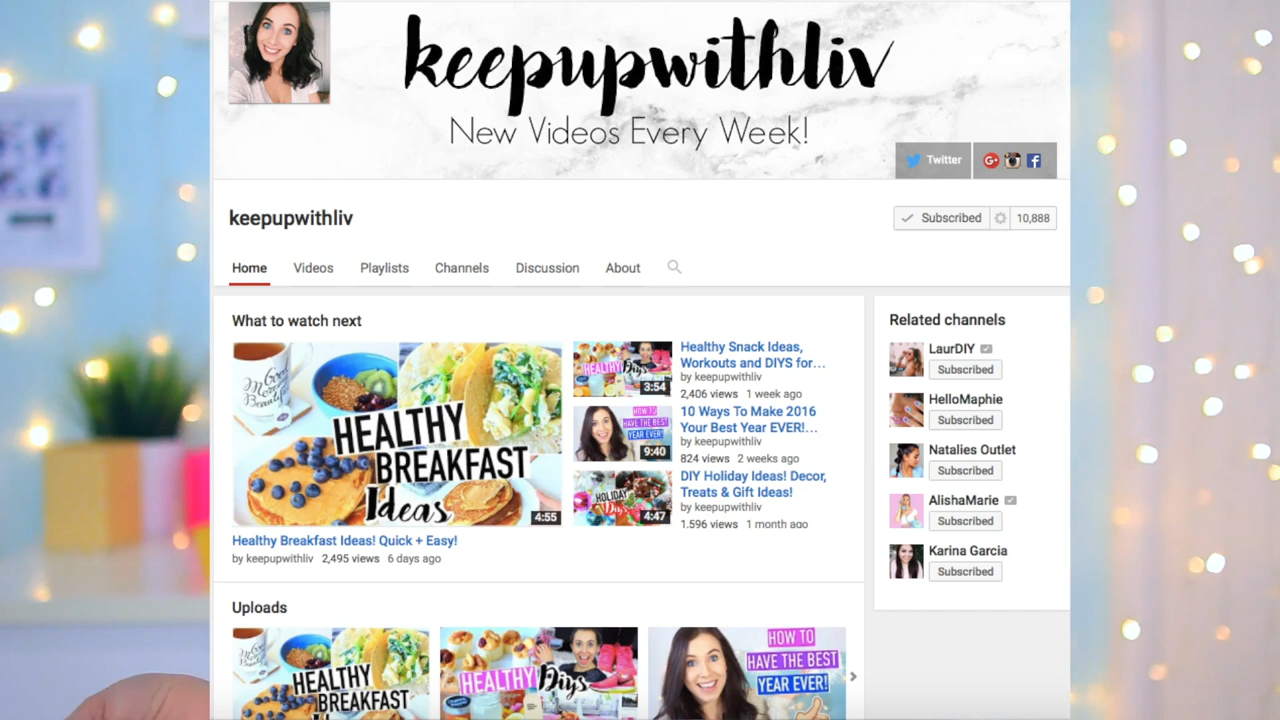 keepupwithliv
New Videos Every Week!
Twitter
keepupwithliv
Subscribed 10,888
Home Videos Playlists Channels Discussion About
What to watch next
HEALTHY
BREAKFAST
Ideas
4:55
Healthy Breakfast Ideas! Quick + Easy!
by keepupwithliv 2,495 views 6 days ago
HEALTHY Diys
3:54
Healthy Snack Ideas,
Workouts and DIYS for…
by keepupwithliv
2,406 views 1 week ago
HOW TO
HAVE THE BEST
YEAR EVER!
9:40
10 Ways To Make 2016
Your Best Year EVER!…
by keepupwithliv
824 views 2 weeks ago
HOLIDAY
Diys
4:47
DIY Holiday Ideas! Decor,
Treats & Gift Ideas!
by keepupwithliv
1,596 views 1 month ago
Related channels
LaurDIY
Subscribed
HelloMaphie
Subscribed
Natalies Outlet
Subscribed
AlishaMarie
Subscribed
Karina Garcia
Subscribed
Uploads
HEALTHY
BREAKFAST
HEALTHY Diys
HOW TO
HAVE THE BEST
YEAR EVER!